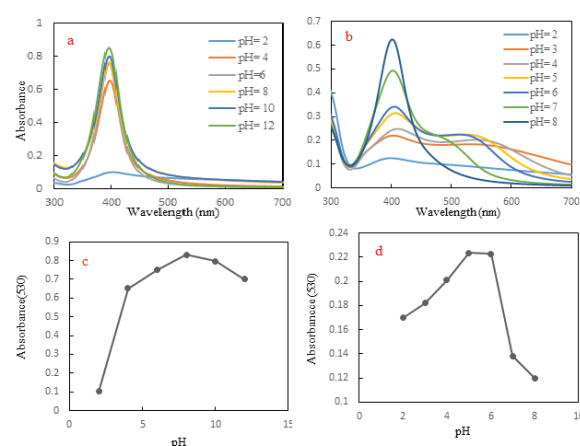 a
pH= 2
pH= 4
pH=6
pH= 8
pH= 10
pH= 12
Absorbance
1
0.8
0.6
0.4
0.2
0
300
400
500
600
700
Wavelength (nm)
b
pH= 2
pH= 3
pH= 4
pH= 5
pH= 6
pH= 7
pH= 8
Absorbance
0.7
0.6
0.5
0.4
0.3
0.2
0.1
0
300
400
500
600
700
Wavelength (nm)
c
Absorbance(530)
0.9
0.8
0.7
0.6
0.5
0.4
0.3
0.2
0.1
0
0
5
10
15
pH
d
Absorbancce (530)
0.24
0.22
0.2
0.18
0.16
0.14
0.12
0.1
0
2
4
6
8
10
pH